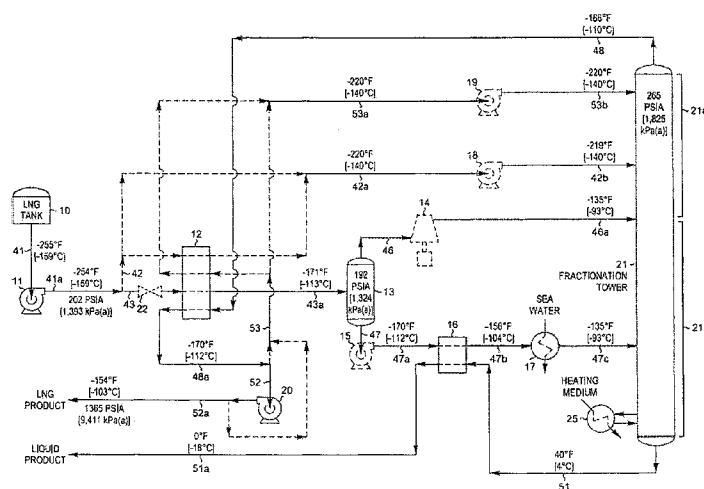 -166°F
[-110°C]
48
-220°F
[-140°C]
53a
19
-220°F
[-140°C]
53b
265
PSIA
[1,825
kPa(a)]
21a
-220°F
[-140°C]
42a
18
-219°F
[-140°C]
42b
LNG
TANK
10
14
-135°F
[-93°C]
46a
46
41
-255°F
[-159°C]
12
21
FRACTIONATION
TOWER
11
41a
-254°F
[-159°C]
202 PSIA
[1,393 kPa(a)]
42
43
22
-171°F
[-113°C]
43a
192
PSIA
[1,324
kPa(a)]
13
SEA
WATER
53
15
47
-170°F
[-112°C]
47a
16
-156°F
[-104°C]
47b
17
-135°F
[-93°C]
47c
-170°F
[-112°C]
48a
52
HEATING
MEDIUM
25
LNG
PRODUCT
-154°F
[-103°C]
52a
1365 PSIA
[9,411 kPa(a)]
20
LIQUID
PRODUCT
0°F
[-18°C]
51a
40°F
[4°C]
51